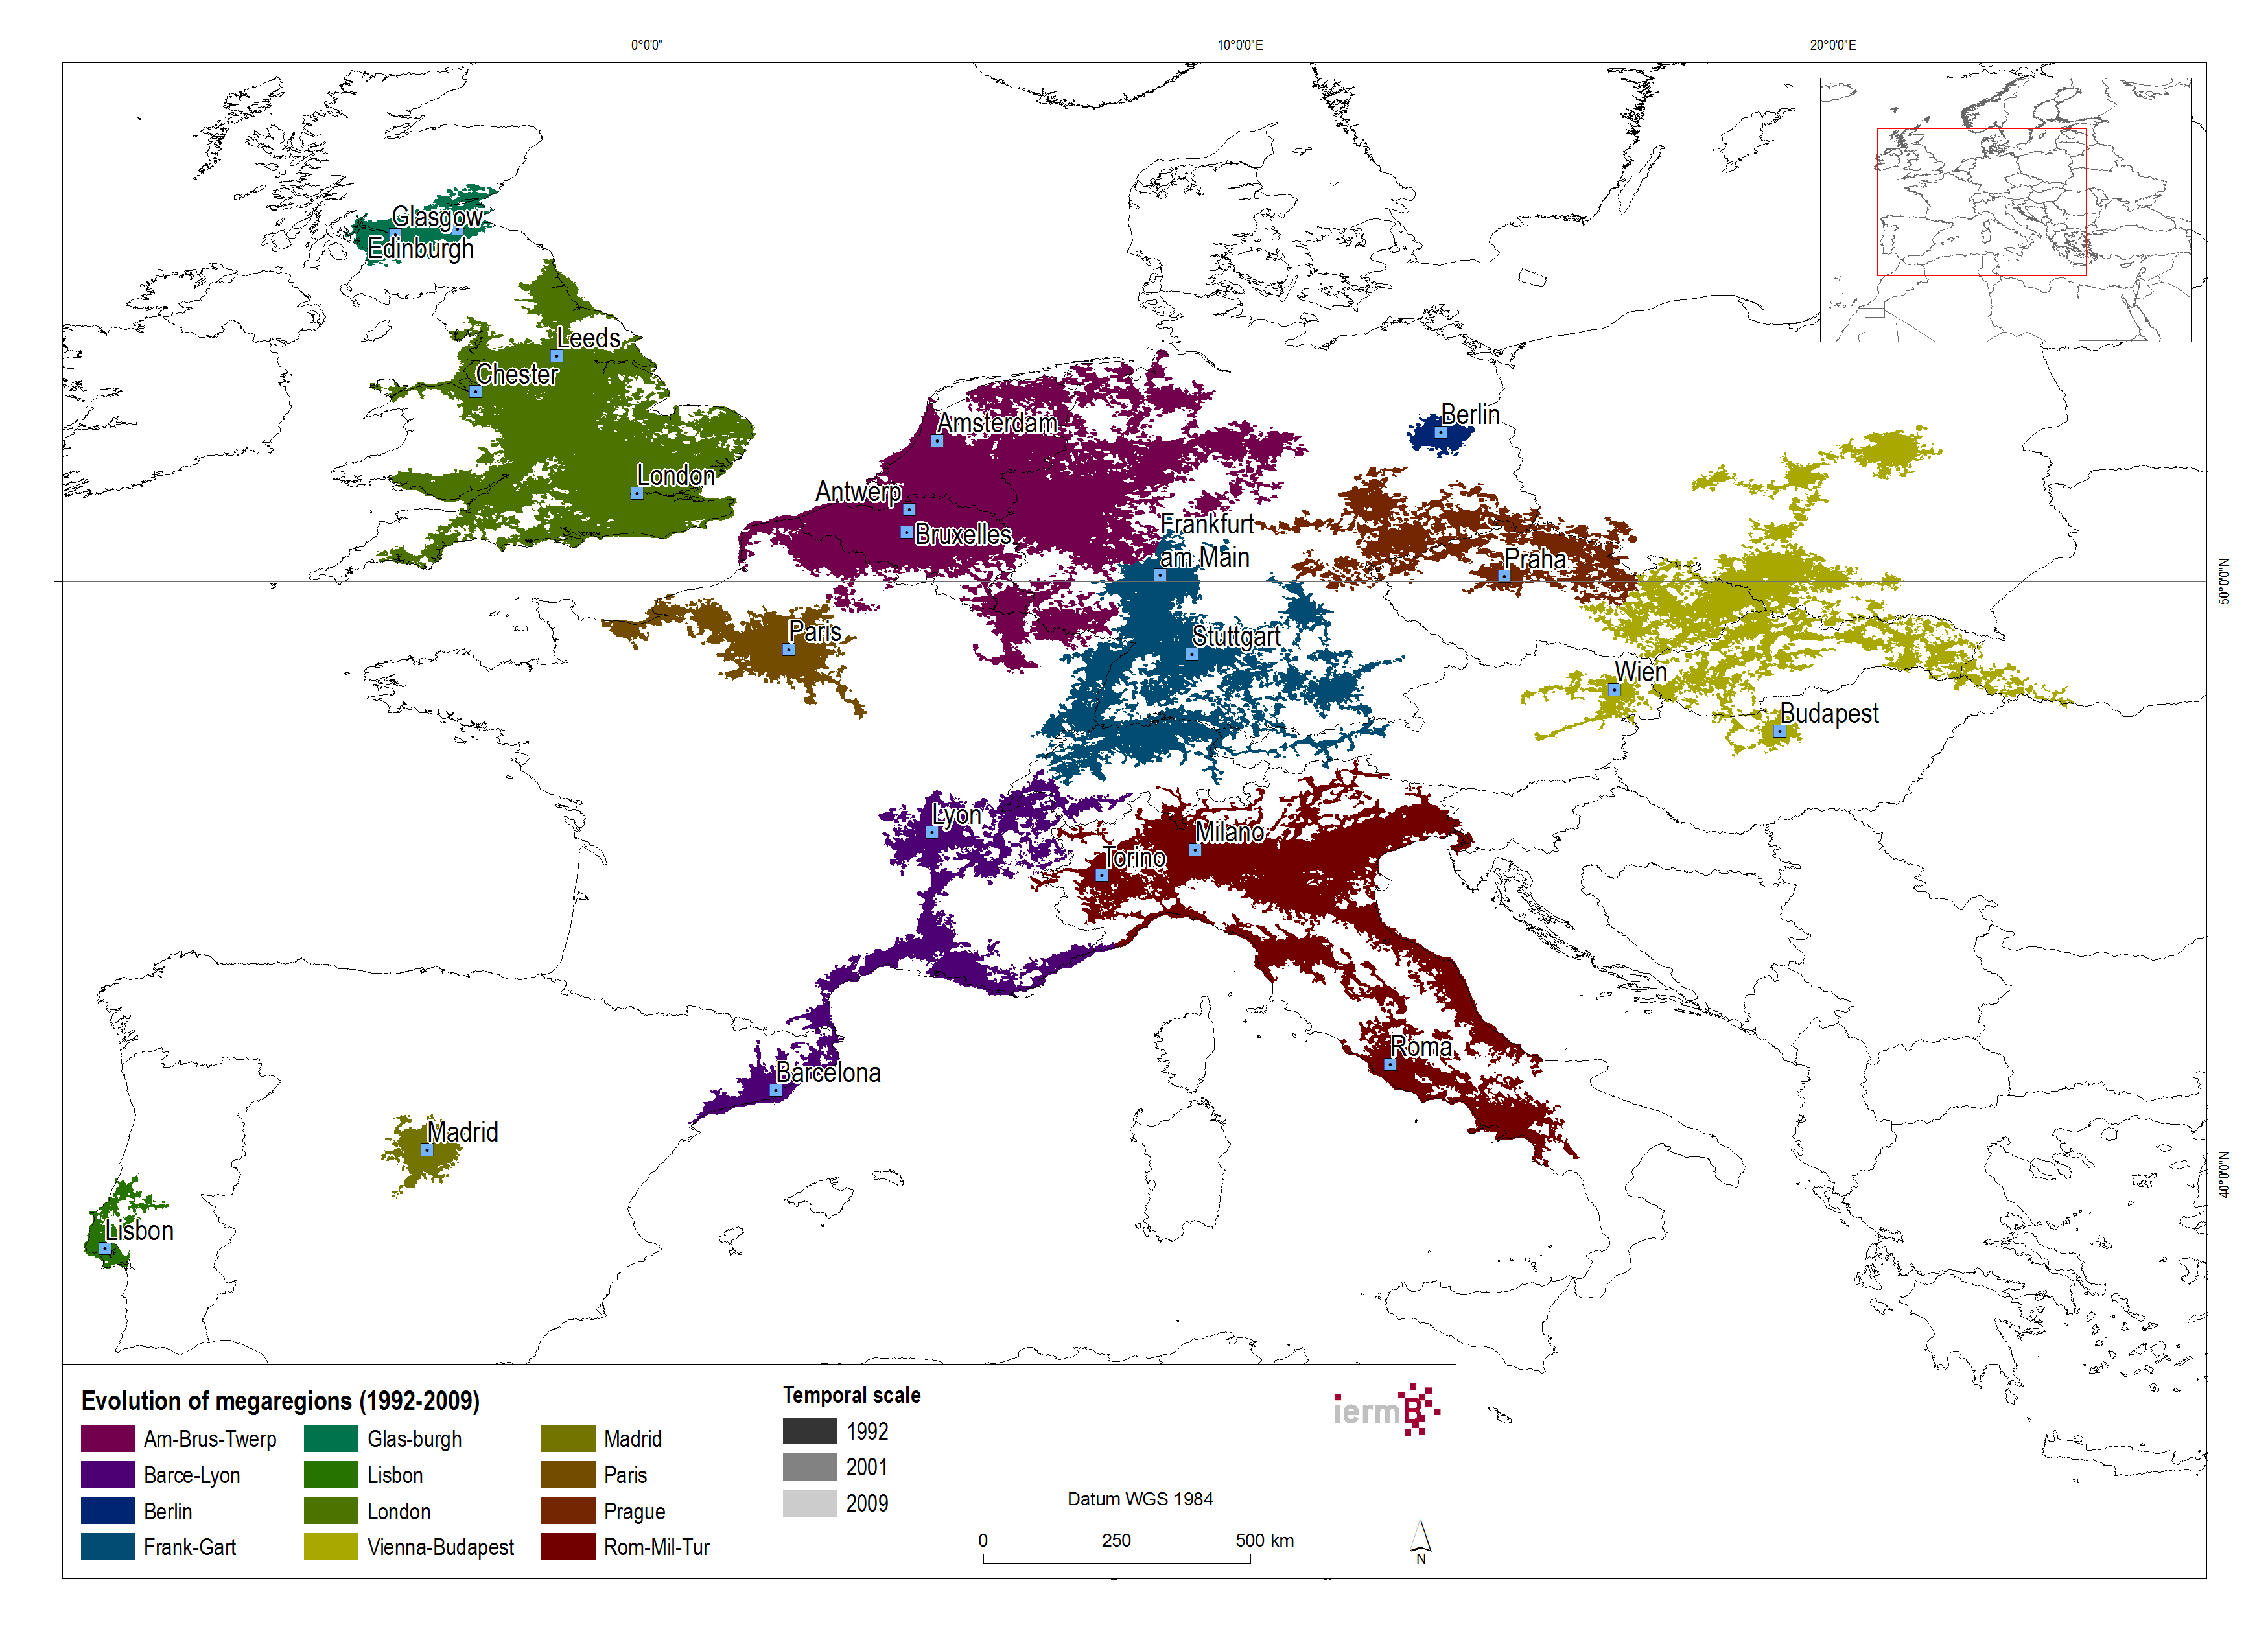 0°0'0"
10°0'0"E
20°0'0"E
Glasgow
Edinburgh
Leeds
Chester
London
Amsterdam
Antwerp
Bruxelles
Berlin
Frankfurt
am Main
Praha
50°0'0"N
Paris
Stuttgart
Wien
Budapest
Lyon
Milano
Torino
Roma
Barcelona
Madrid
40°0'0"N
Lisbon
Evolution of megaregions (1992-2009)
Am-Brus-Twerp
Barce-Lyon
Berlin
Frank-Gart
Glas-burgh
Lisbon
London
Vienna-Budapest
Madrid
Paris
Prague
Rom-Mil-Tur
Temporal scale
1992
2001
2009
iermB
Datum WGS 1984
0 250 500 km
N